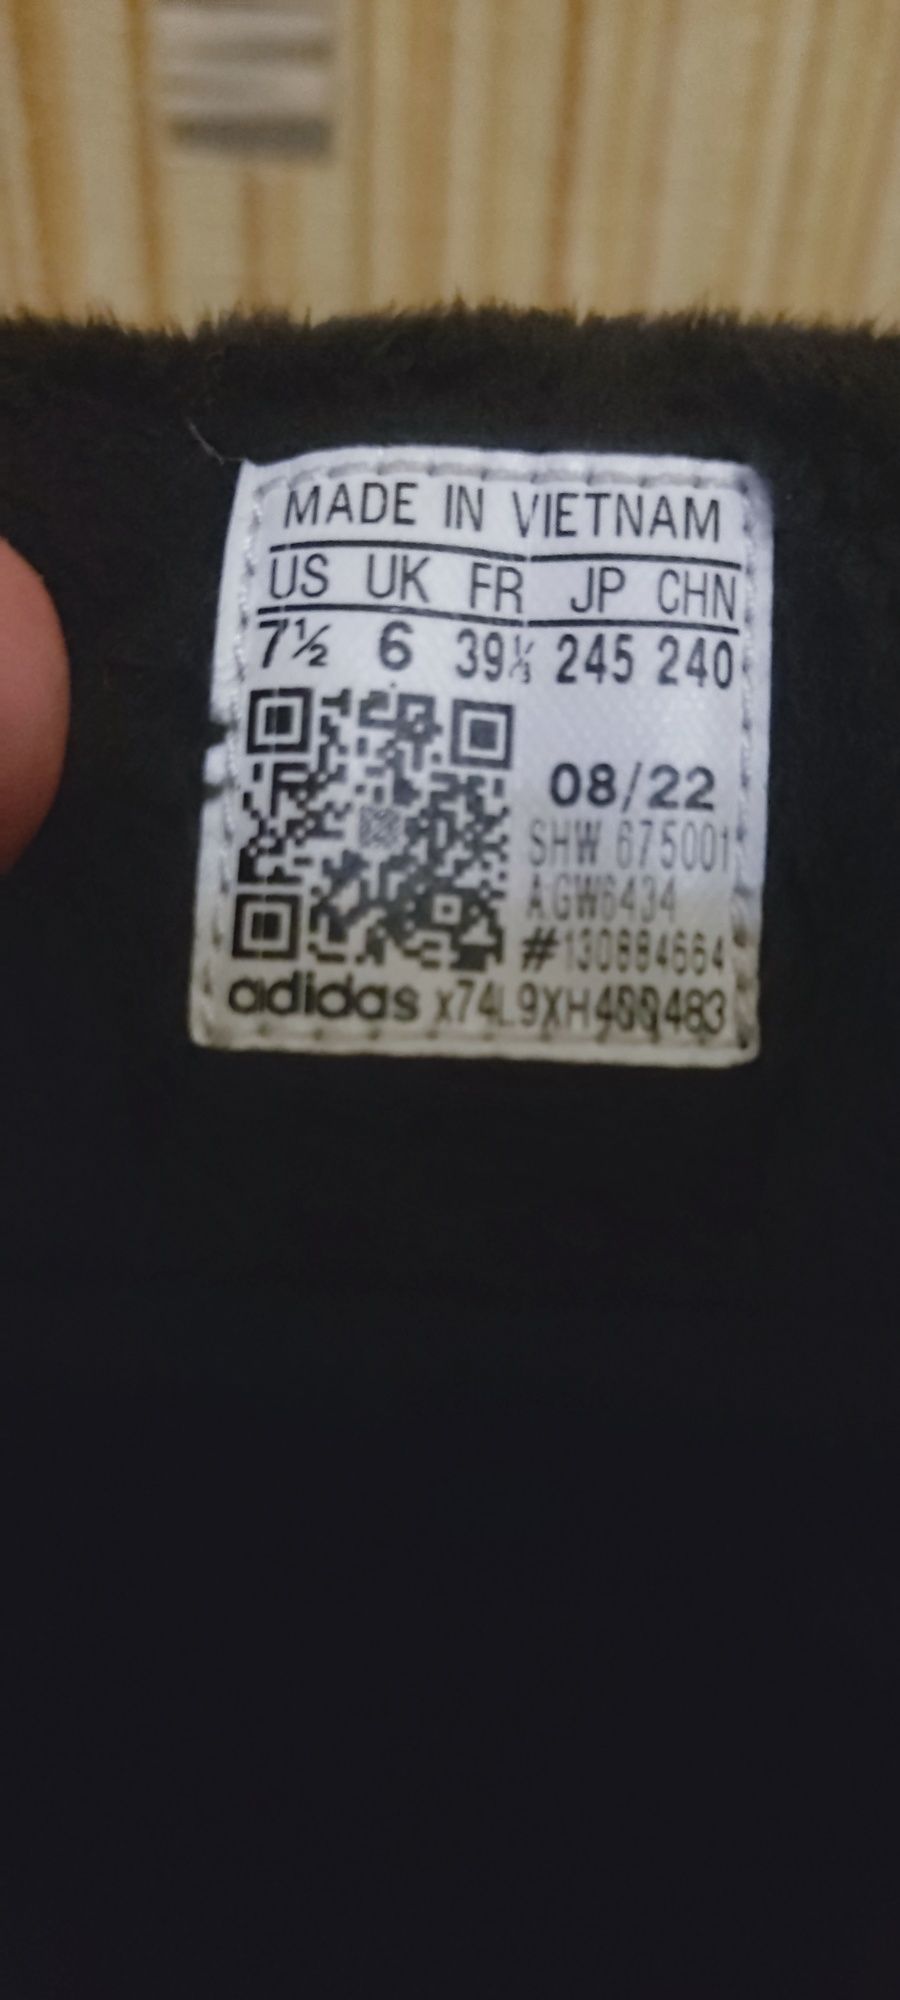 MADE IN VIETNAM
US UK FR JP CHN
7½ 6 39⅓ 245 240
08/22
SHW 675001
A.GW6434
#130884664
adidas